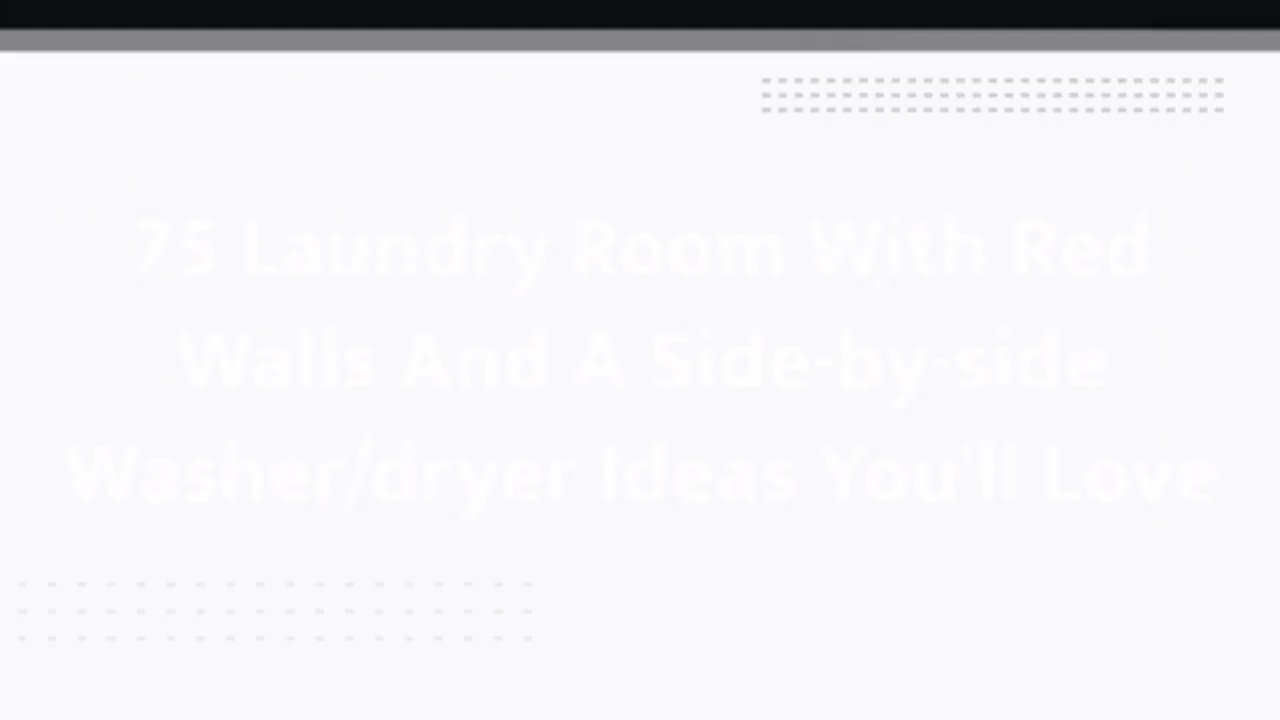 75 Laundry Room With Red
Walls And A Side-by-side
Washer/dryer Ideas You'll Love